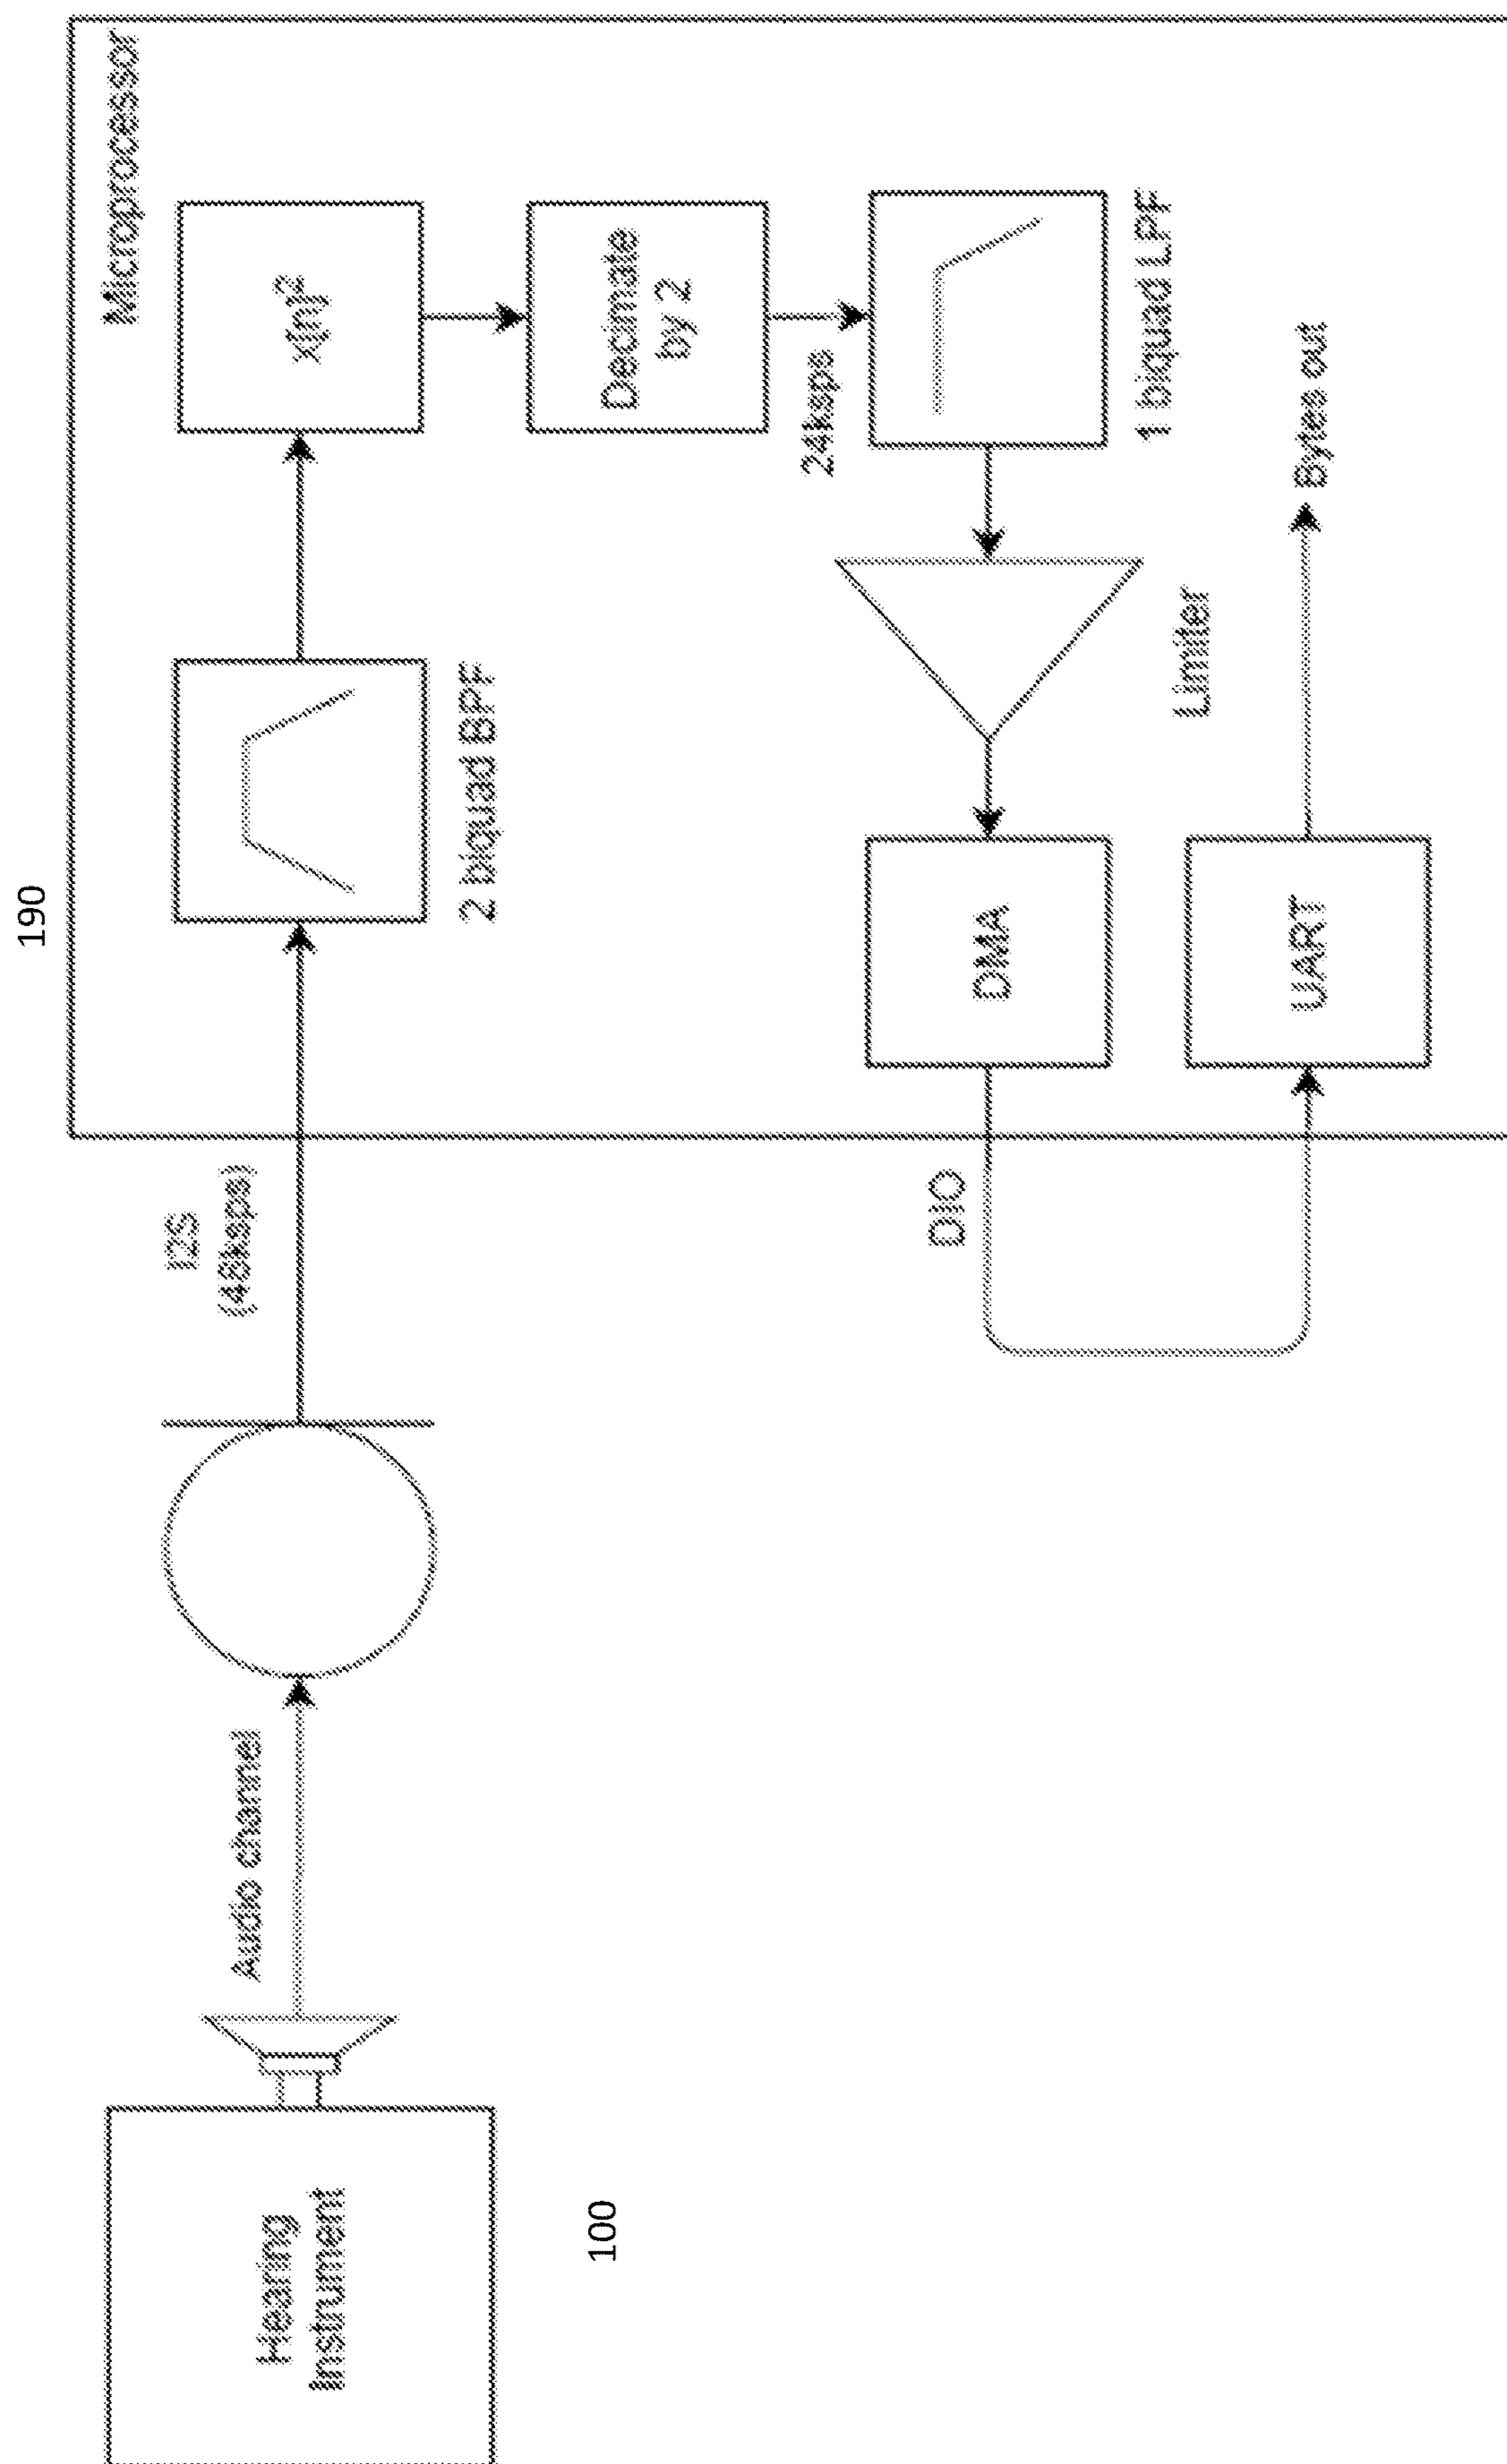 190
Microprocessor
Hearing
Instrument
100
Audio channel
I2S
(48ksps)
2 biquad BPF
x[n]²
Decimate
by 2
24ksps
1 biquad LPF
Limiter
DMA
DIO
UART
Bytes out